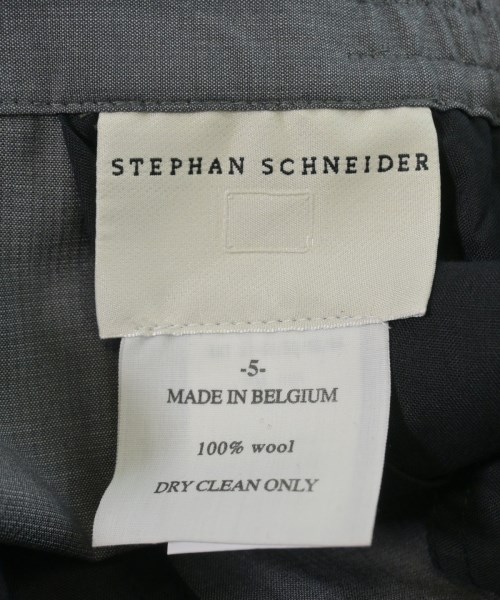 STEPHAN SCHNEIDER
-5-
MADE IN BELGIUM
100% wool
DRY CLEAN ONLY